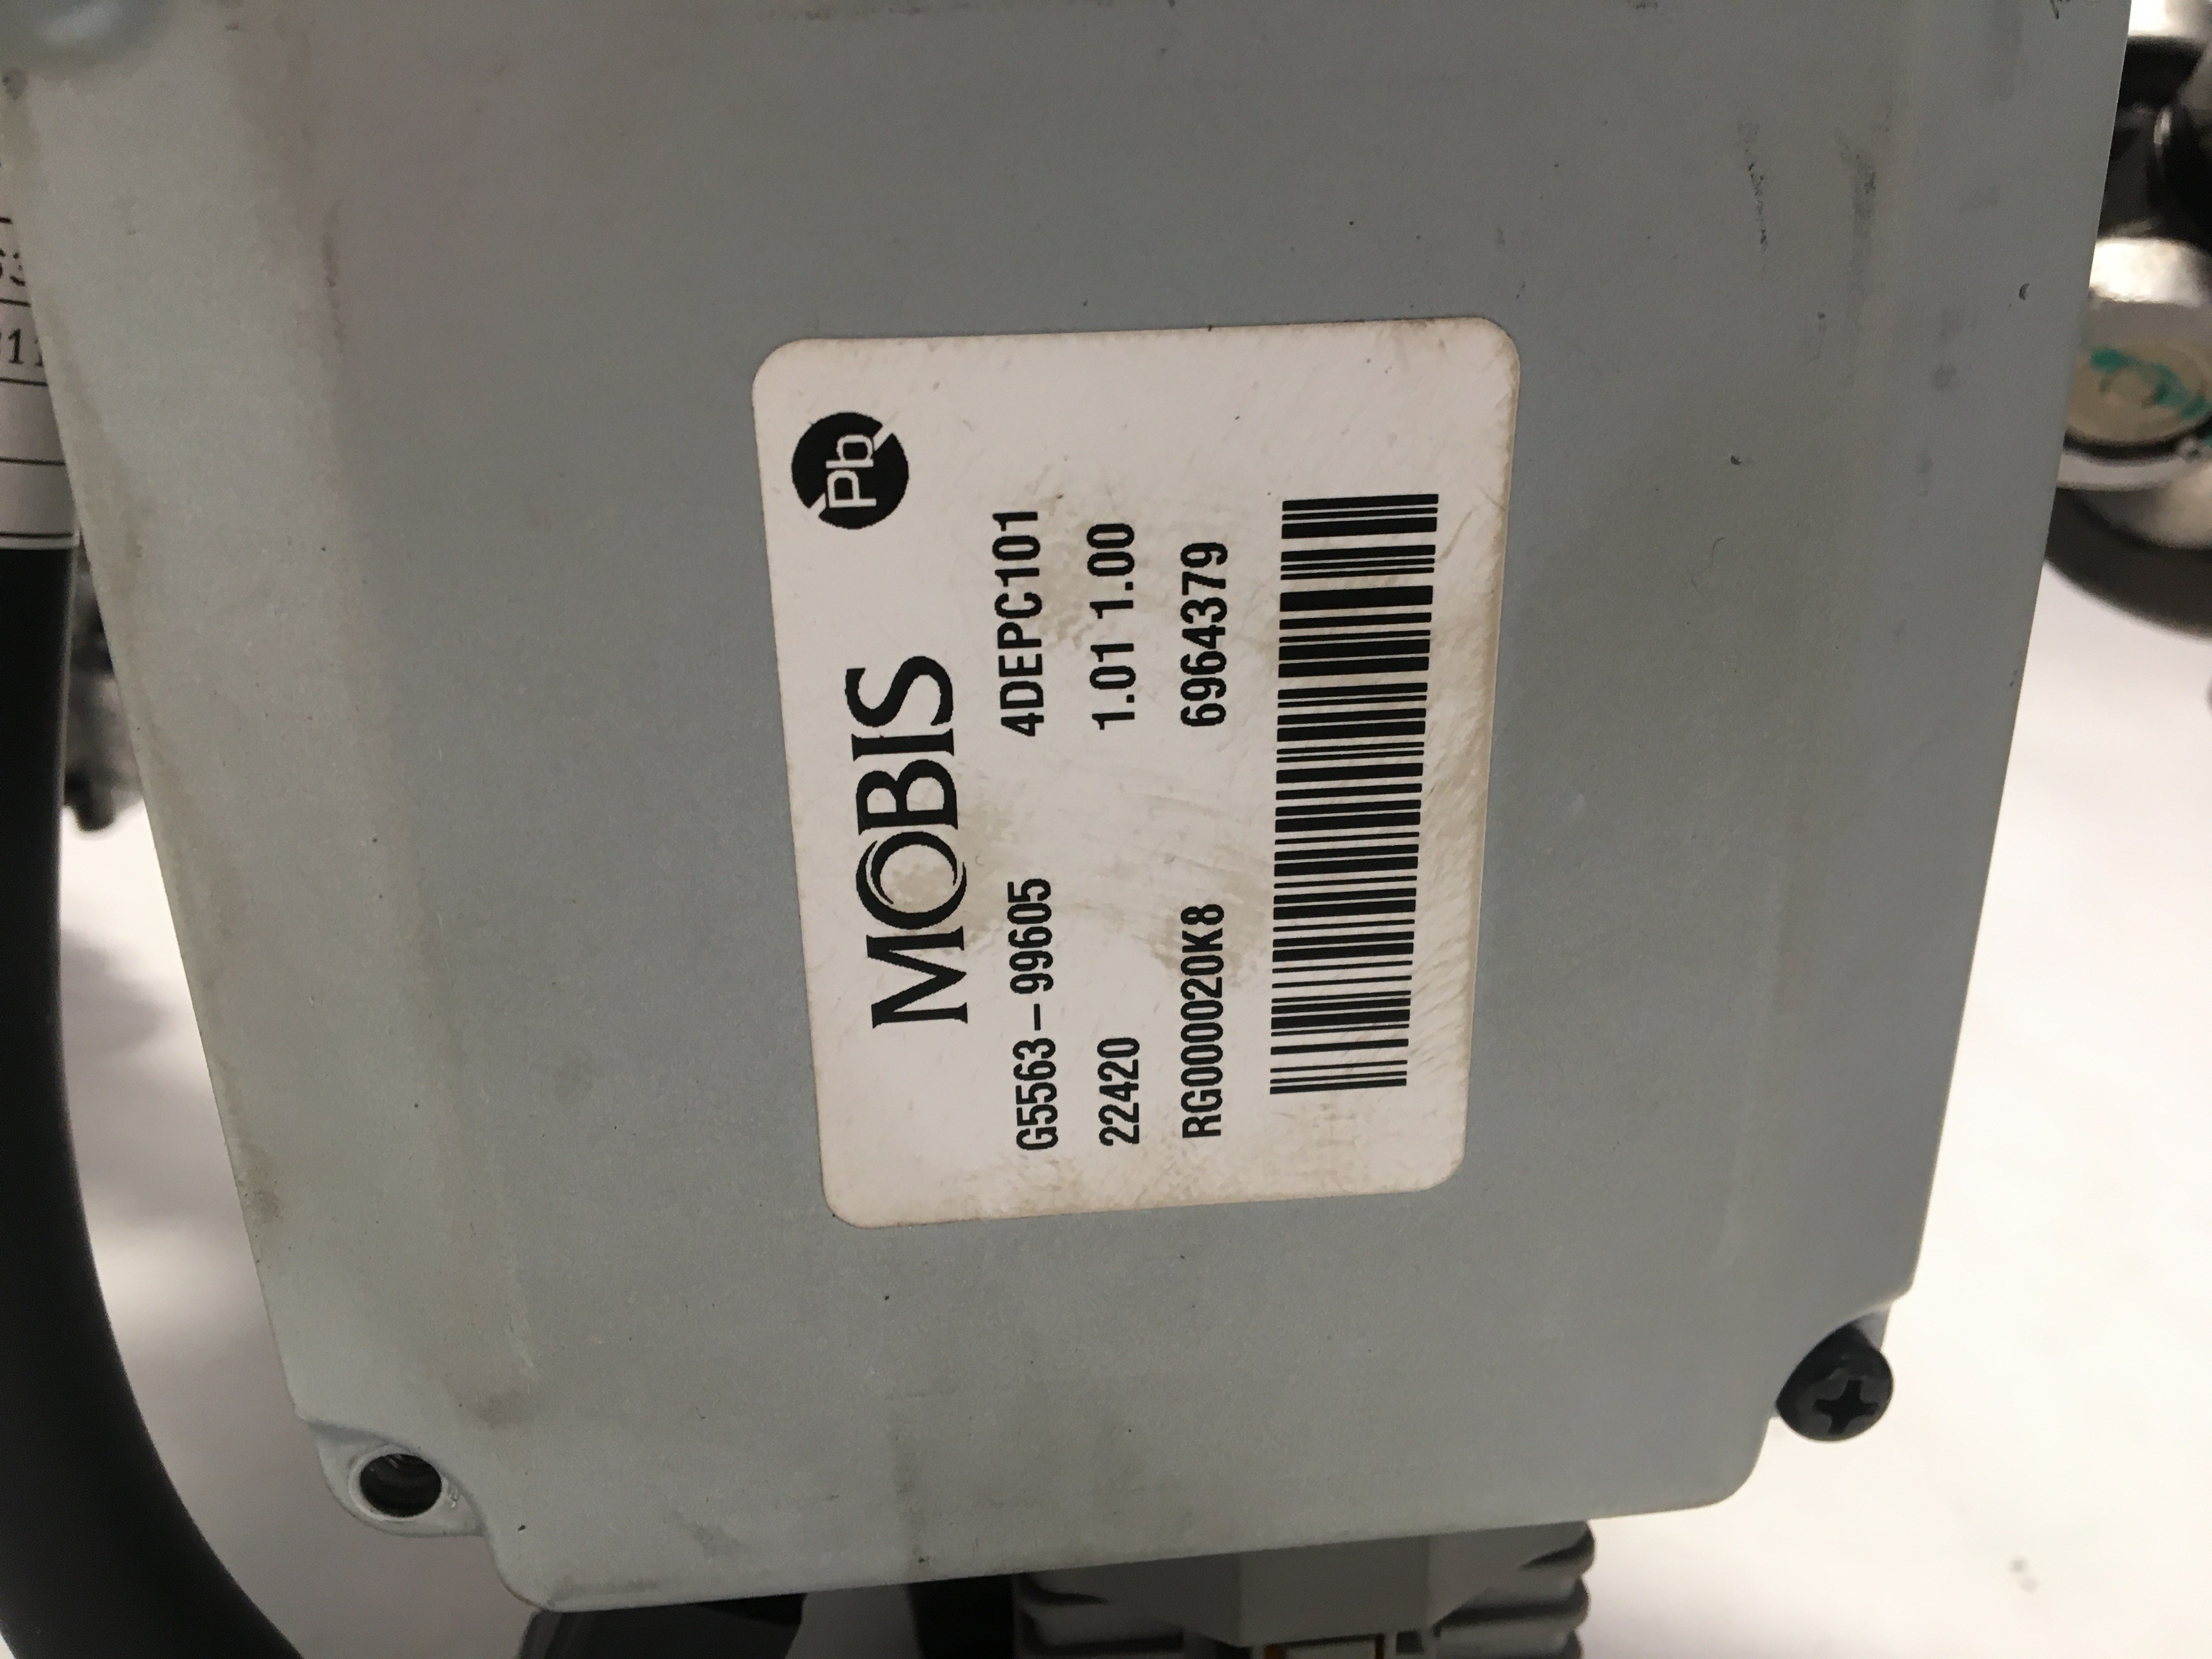 Pb
MOBIS
G5563-99605 4DEPC101
22420 1.01 1.00
RG000020K8 6964379